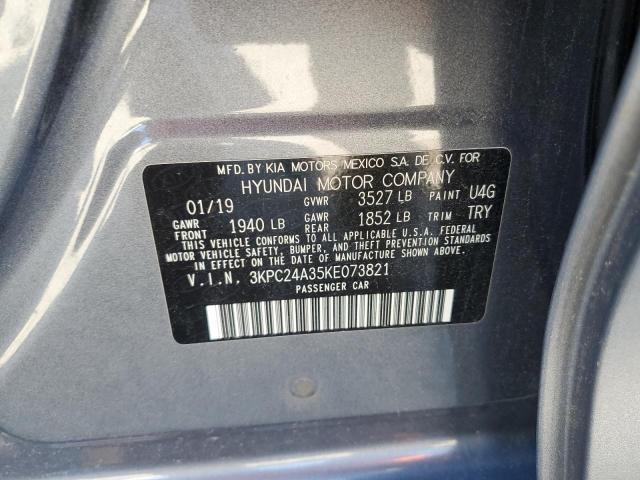 MFD. BY KIA MOTORS MEXICO S.A. DE. C.V. FOR
HYUNDAI MOTOR COMPANY
01/19 GVWR 3527 LB PAINT U4G
GAWR FRONT 1940 LB GAWR REAR 1852 LB TRIM TRY
THIS VEHICLE CONFORMS TO ALL APPLICABLE U.S.A. FEDERAL
MOTOR VEHICLE SAFETY, BUMPER, AND THEFT PREVENTION STANDARDS
IN EFFECT ON THE DATE OF MANUFACTURE SHOWN ABOVE.
V.I.N. 3KPC24A35KE073821
PASSENGER CAR